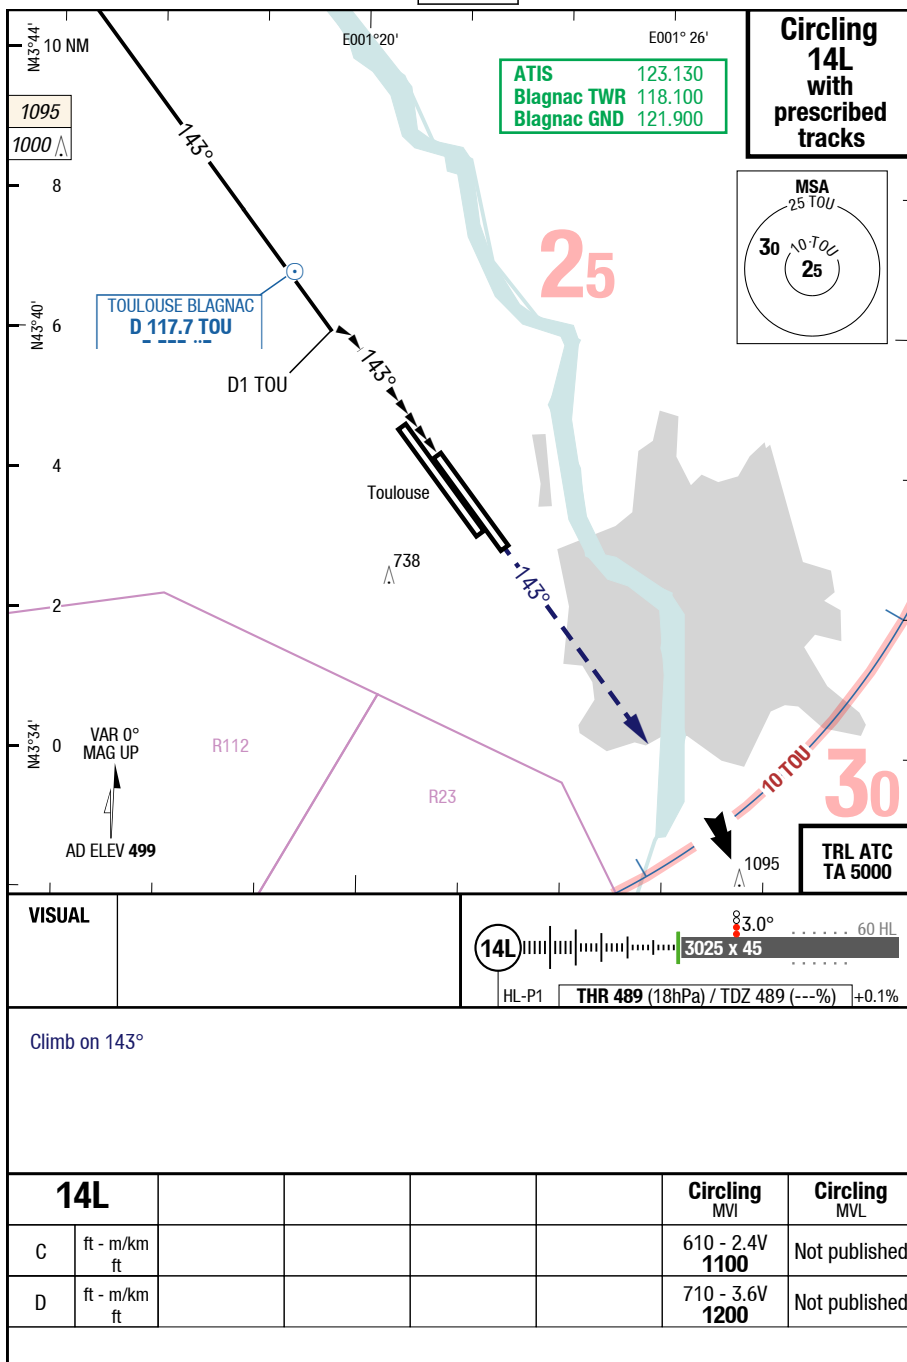 N43°44'
10 NM
E001°20'
E001° 26'
Circling
14L
with
prescribed
tracks
ATIS 123.130
Blagnac TWR 118.100
Blagnac GND 121.900
1095
1000
143°
8
MSA
25 TOU
30
10 TOU
25
25
TOULOUSE BLAGNAC
D 117.7 TOU
N43°40'
6
D1 TOU
143°
4
Toulouse
738
143°
2
N43°34'
0
VAR 0°
MAG UP
R112
R23
10 TOU
30
AD ELEV 499
1095
TRL ATC
TA 5000
VISUAL
14L
3.0°
60 HL
3025 x 45
HL-P1
THR 489 (18hPa) / TDZ 489 (---%)
+0.1%
Climb on 143°
14L
Circling
MVI
Circling
MVL
C
ft - m/km
ft
610 - 2.4V
1100
Not published
D
ft - m/km
ft
710 - 3.6V
1200
Not published